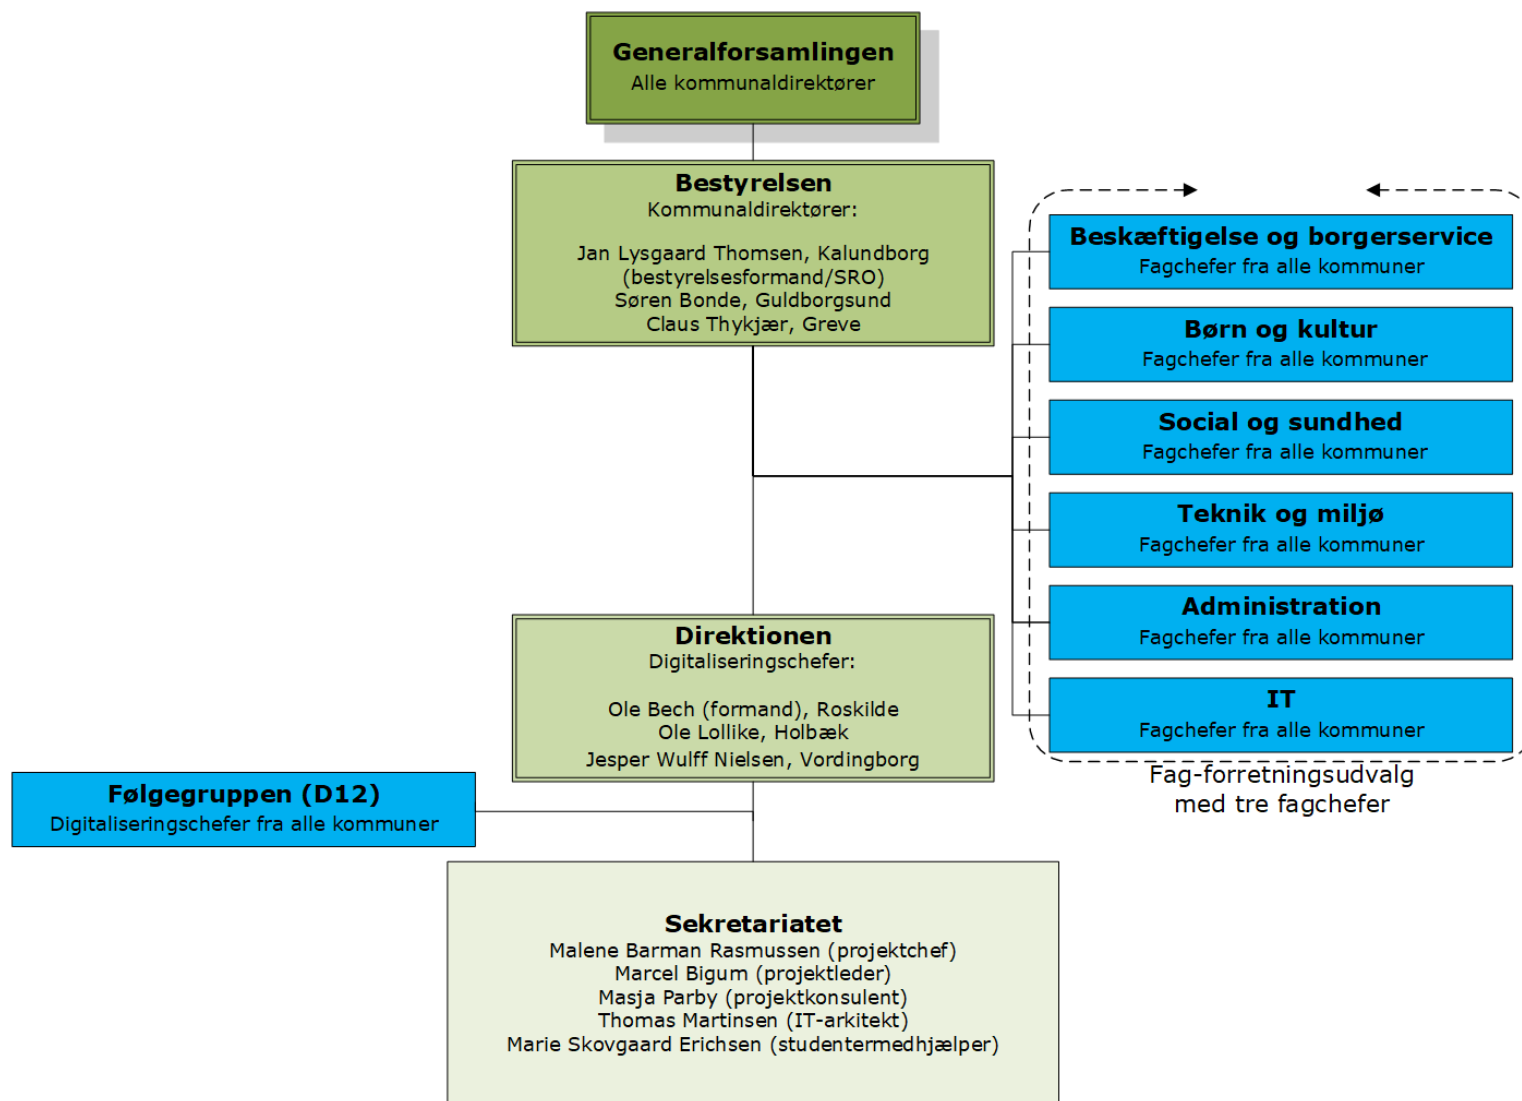 Generalforsamlingen
Alle kommunaldirektører
Bestyrelsen
Kommunaldirektører:
Jan Lysgaard Thomsen, Kalundborg
(bestyrelsesformand/SRO)
Søren Bonde, Guldborgsund
Claus Thykjær, Greve
Beskæftigelse og borgerservice
Fagchefer fra alle kommuner
Børn og kultur
Fagchefer fra alle kommuner
Social og sundhed
Fagchefer fra alle kommuner
Teknik og miljø
Fagchefer fra alle kommuner
Administration
Fagchefer fra alle kommuner
IT
Fagchefer fra alle kommuner
Fag-forretningsudvalg
med tre fagchefer
Direktionen
Digitaliseringschefer:
Ole Bech (formand), Roskilde
Ole Lollike, Holbæk
Jesper Wulff Nielsen, Vordingborg
Følgegruppen (D12)
Digitaliseringschefer fra alle kommuner
Sekretariatet
Malene Barman Rasmussen (projektchef)
Marcel Bigum (projektleder)
Masja Parby (projektkonsulent)
Thomas Martinsen (IT-arkitekt)
Marie Skovgaard Erichsen (studentermedhjælper)